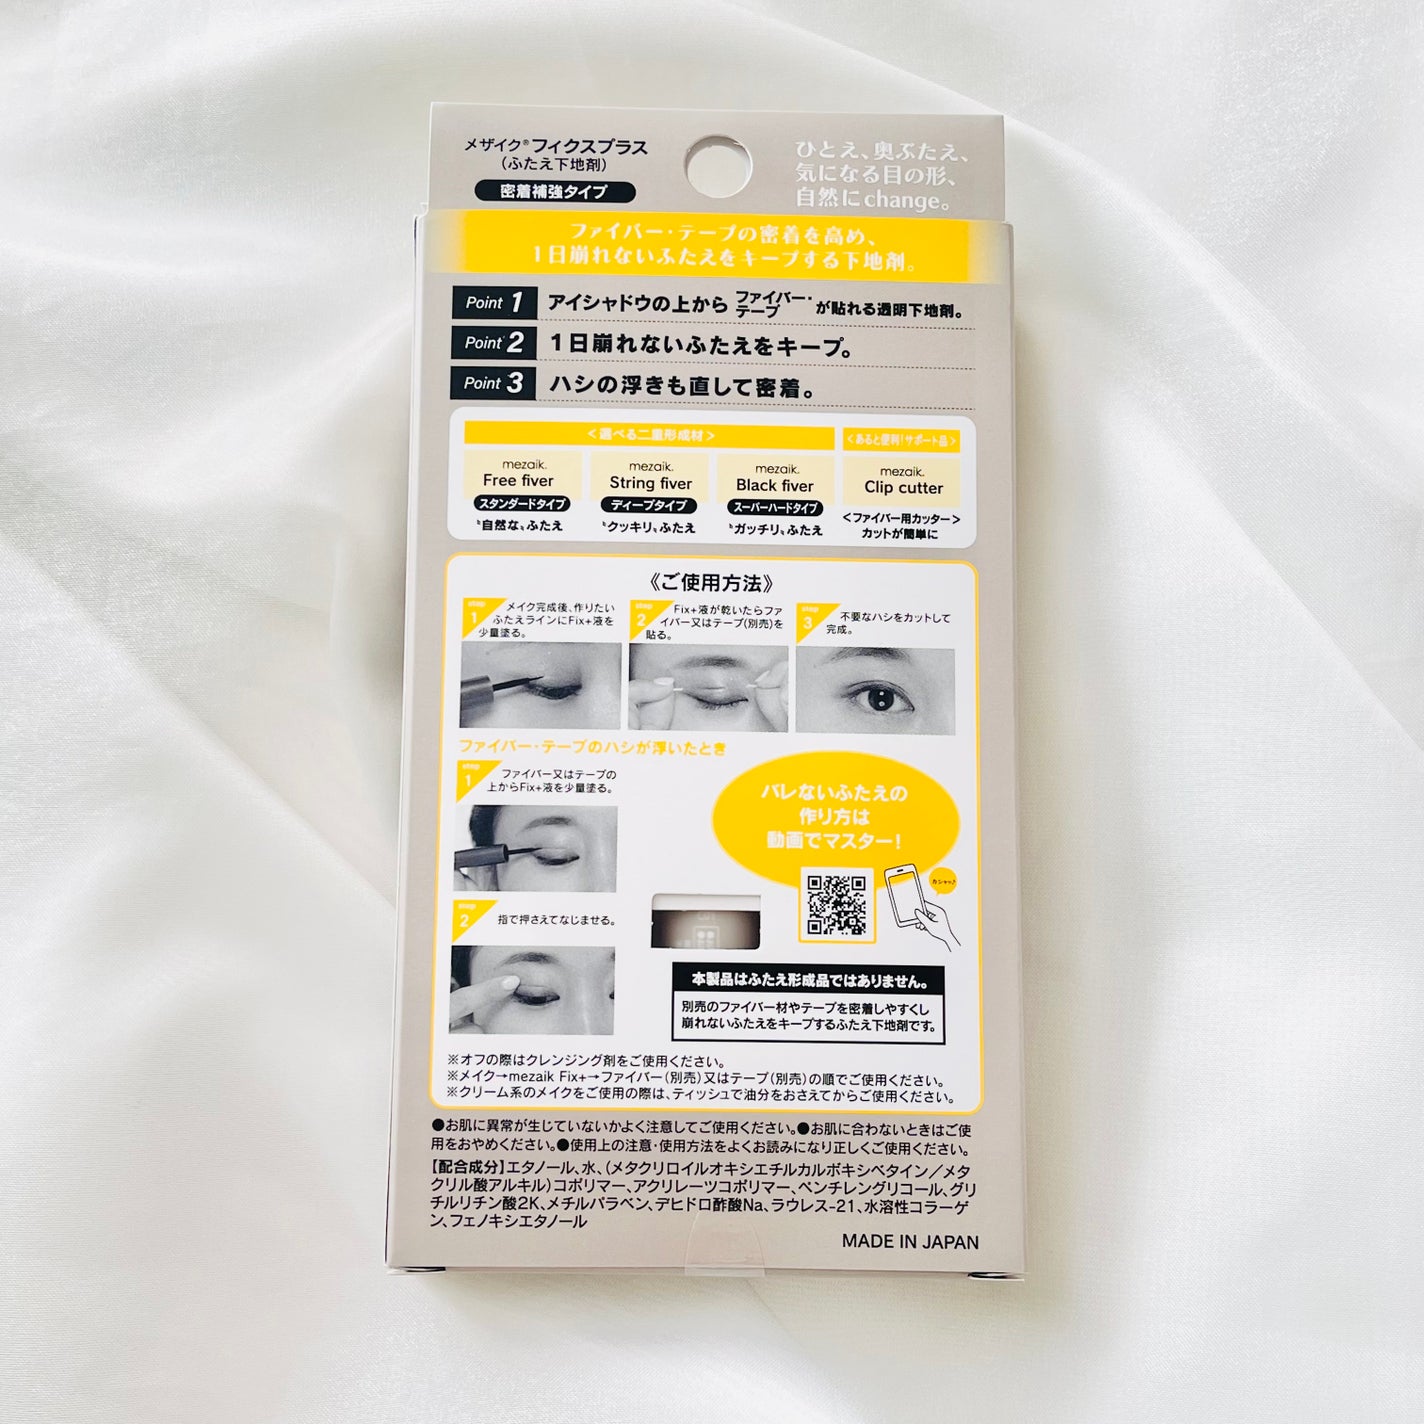 メザイク®フィクスプラス
(ふたえ下地剤)
密着補強タイプ
ひとえ、奥ぶたえ、
気になる目の形、
自然にchange。
ファイバー・テープの密着を高め、
1日崩れないふたえをキープする下地剤。
Point 1 アイシャドウの上からファイバー・テープが貼れる透明下地剤。
Point 2 1日崩れないふたえをキープ。
Point 3 ハシの浮きも直して密着。
<選べる二重形成材>
<あると便利!サポート品>
mezaik.
Free fiver
スタンダードタイプ
〝自然な〟ふたえ
mezaik.
String fiver
ディープタイプ
〝クッキリ〟ふたえ
mezaik.
Black fiver
スーパーハードタイプ
〝ガッチリ〟ふたえ
mezaik.
Clip cutter
<ファイバー用カッター>
カットが簡単に
《ご使用方法》
step
1
メイク完成後、作りたい
ふたえラインにFix+液を
少量塗る。
step
2
Fix+液が乾いたらファ
イバー又はテープ(別売)を
貼る。
step
3
不要なハシをカットして
完成。
ファイバー・テープのハシが浮いたとき
step
1
ファイバー又はテープの
上からFix+液を少量塗る。
step
2
指で押さえてなじませる。
バレないふたえの
作り方は
動画でマスター!
カシャッ♪
本製品はふたえ形成品ではありません。
別売のファイバー材やテープを密着しやすくし
崩れないふたえをキープするふたえ下地剤です。
※オフの際はクレンジング剤をご使用ください。
※メイク→mezaik Fix+→ファイバー(別売)又はテープ(別売)の順でご使用ください。
※クリーム系のメイクをご使用の際は、ティッシュで油分をおさえてからご使用ください。
●お肌に異常が生じていないかよく注意してご使用ください。●お肌に合わないときはご使
用をおやめください。●使用上の注意・使用方法をよくお読みになり正しくご使用ください。
【配合成分】エタノール、水、(メタクリロイルオキシエチルカルボキシベタイン/メタ
クリル酸アルキル)コポリマー、アクリレーツコポリマー、ペンチレングリコール、グリ
チルリチン酸2K、メチルパラベン、デヒドロ酢酸Na、ラウレス-21、水溶性コラーゲ
ン、フェノキシエタノール
MADE IN JAPAN